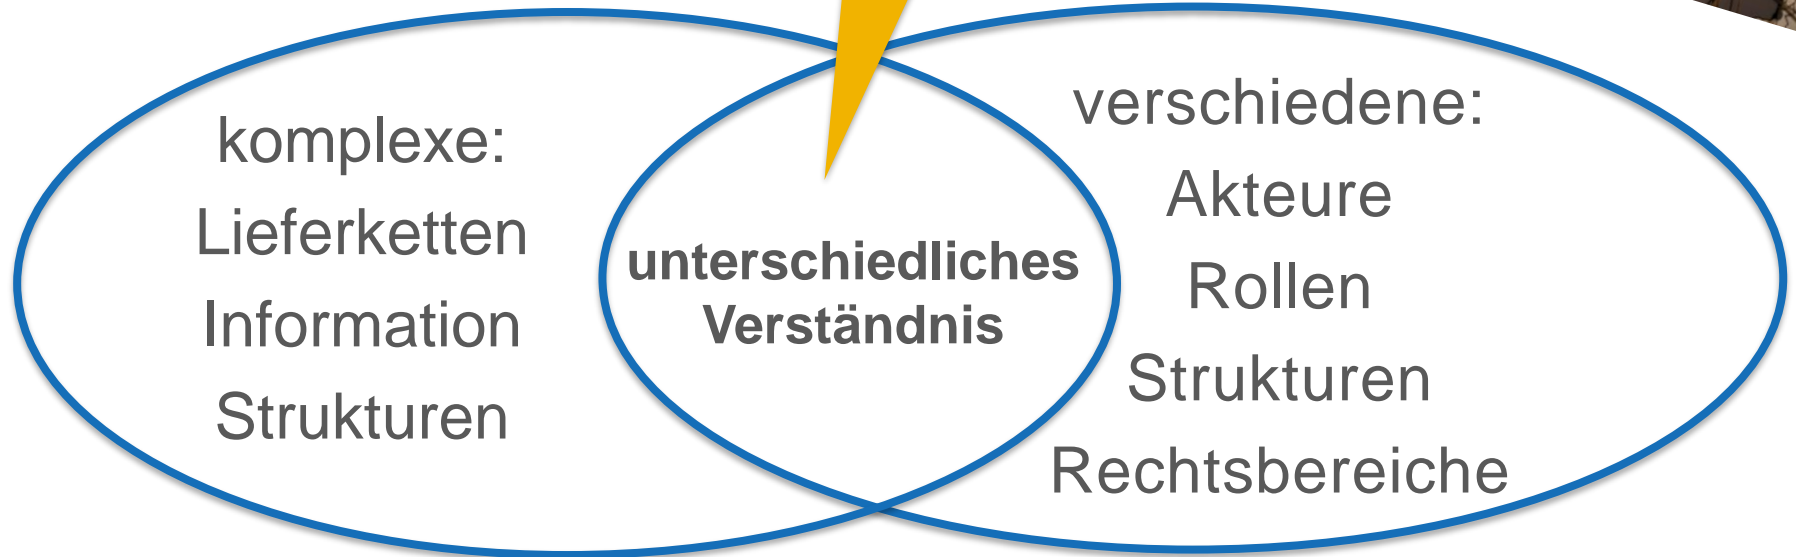 komplexe:
Lieferketten
Information
Strukturen
unterschiedliches
Verständnis
verschiedene:
Akteure
Rollen
Strukturen
Rechtsbereiche